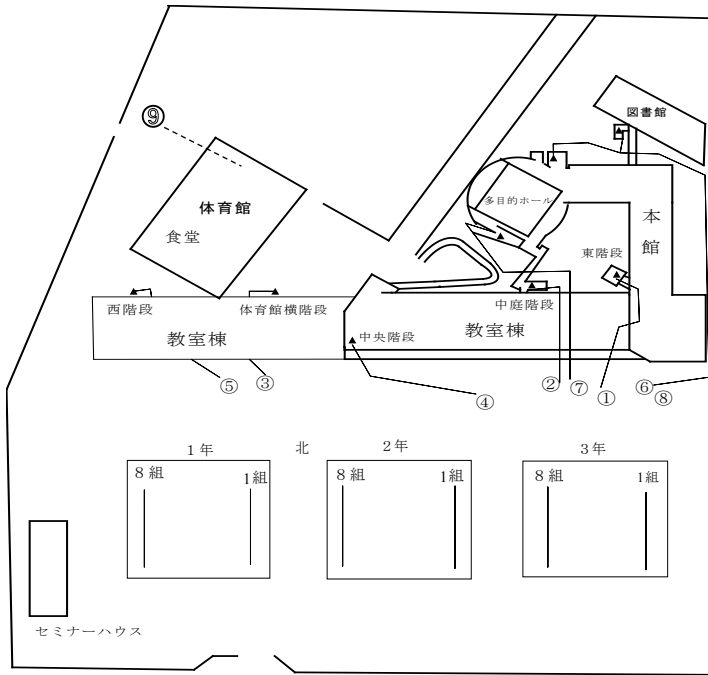 図書館
⑨
体育館
食堂
多目的ホール
本館
東階段
西階段
体育館横階段
中庭階段
教室棟
中央階段
教室棟
⑤
③
④
②
⑦
①
⑥
⑧
1年
北
2年
3年
8組
1組
8組
1組
8組
1組
セミナーハウス